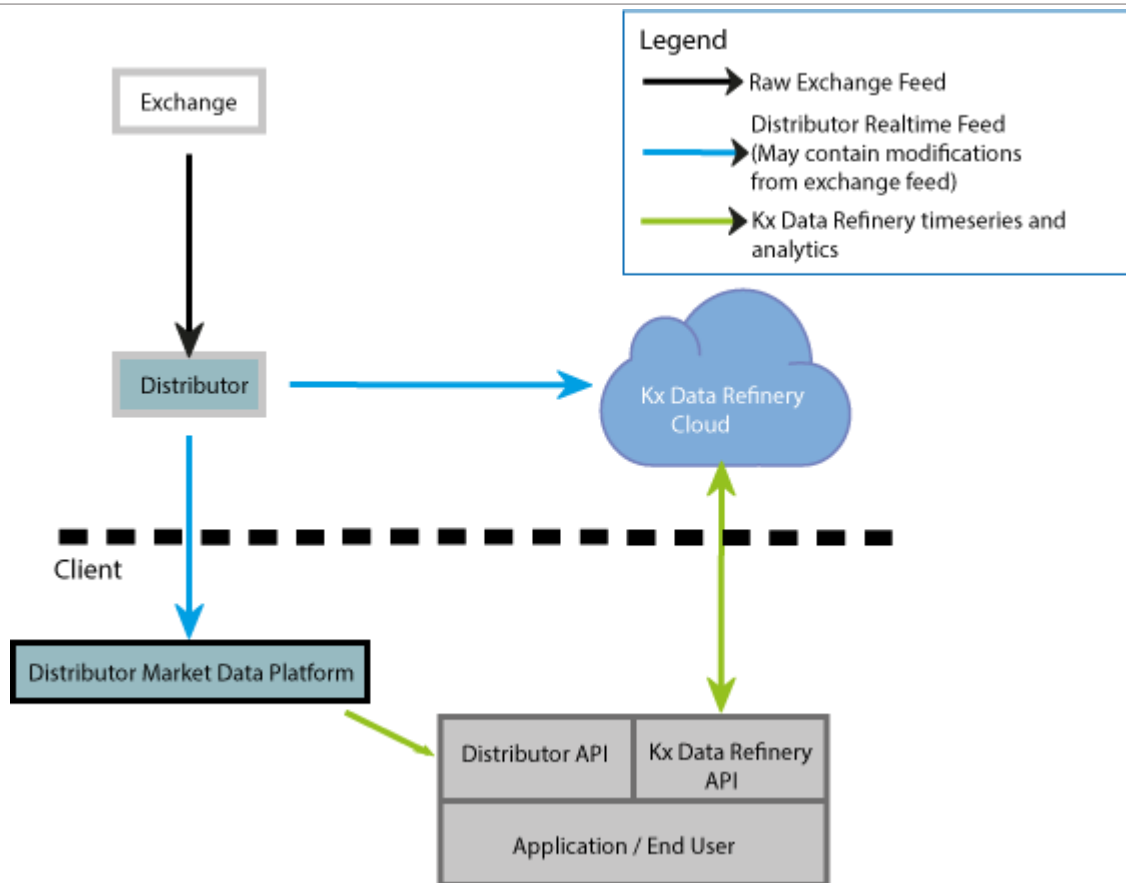 Legend
Raw Exchange Feed
Distributor Realtime Feed
(May contain modifications
from exchange feed)
Kx Data Refinery timeseries and
analytics
Exchange
Distributor
Kx Data Refinery
Cloud
Client
Distributor Market Data Platform
Distributor API
Kx Data Refinery
API
Application / End User